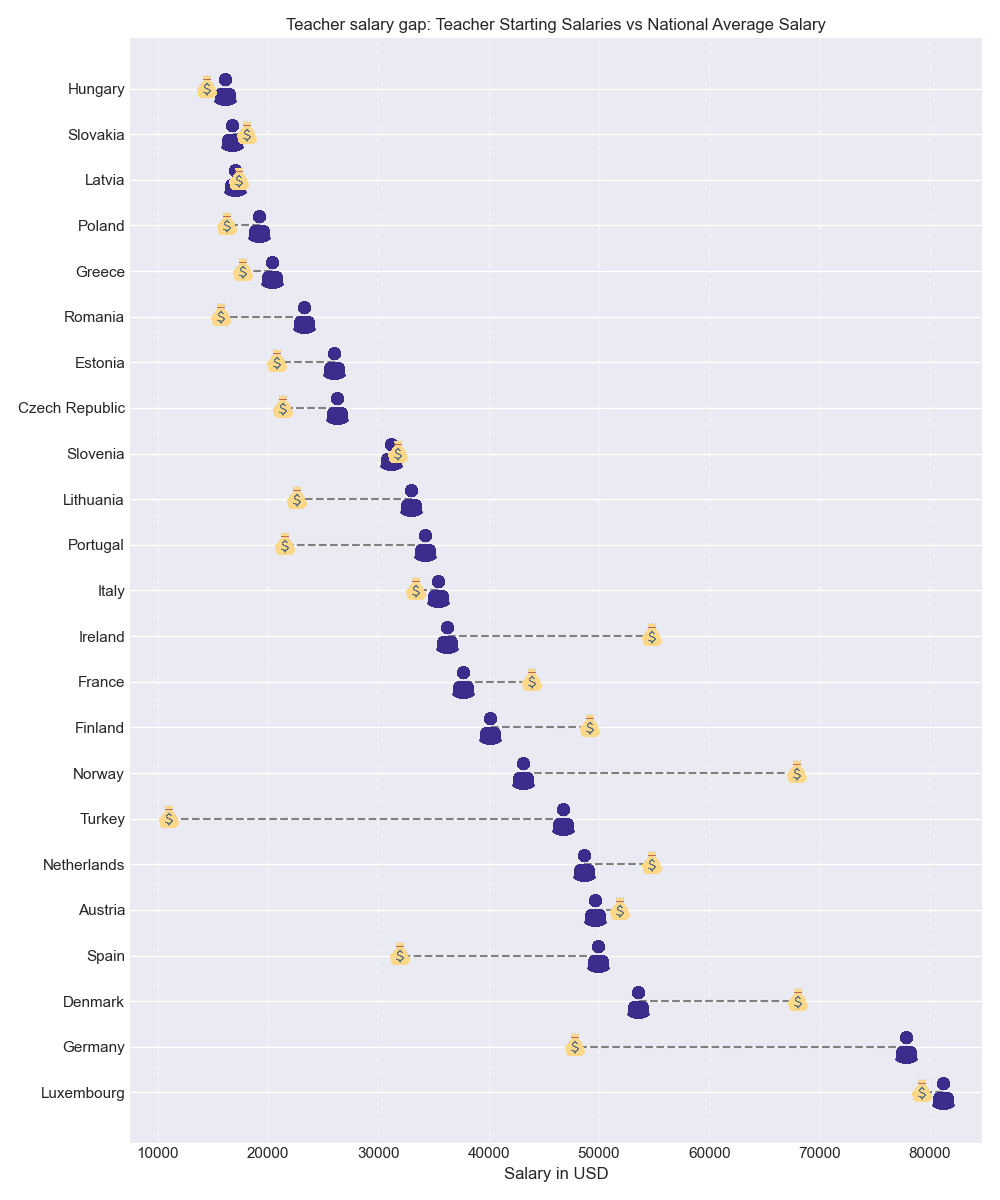 Teacher salary gap: Teacher Starting Salaries vs National Average Salary
Hungary
Slovakia
Latvia
Poland
Greece
Romania
Estonia
Czech Republic
Slovenia
Lithuania
Portugal
Italy
Ireland
France
Finland
Norway
Turkey
Netherlands
Austria
Spain
Denmark
Germany
Luxembourg
10000 20000 30000 40000 50000 60000 70000 80000
Salary in USD